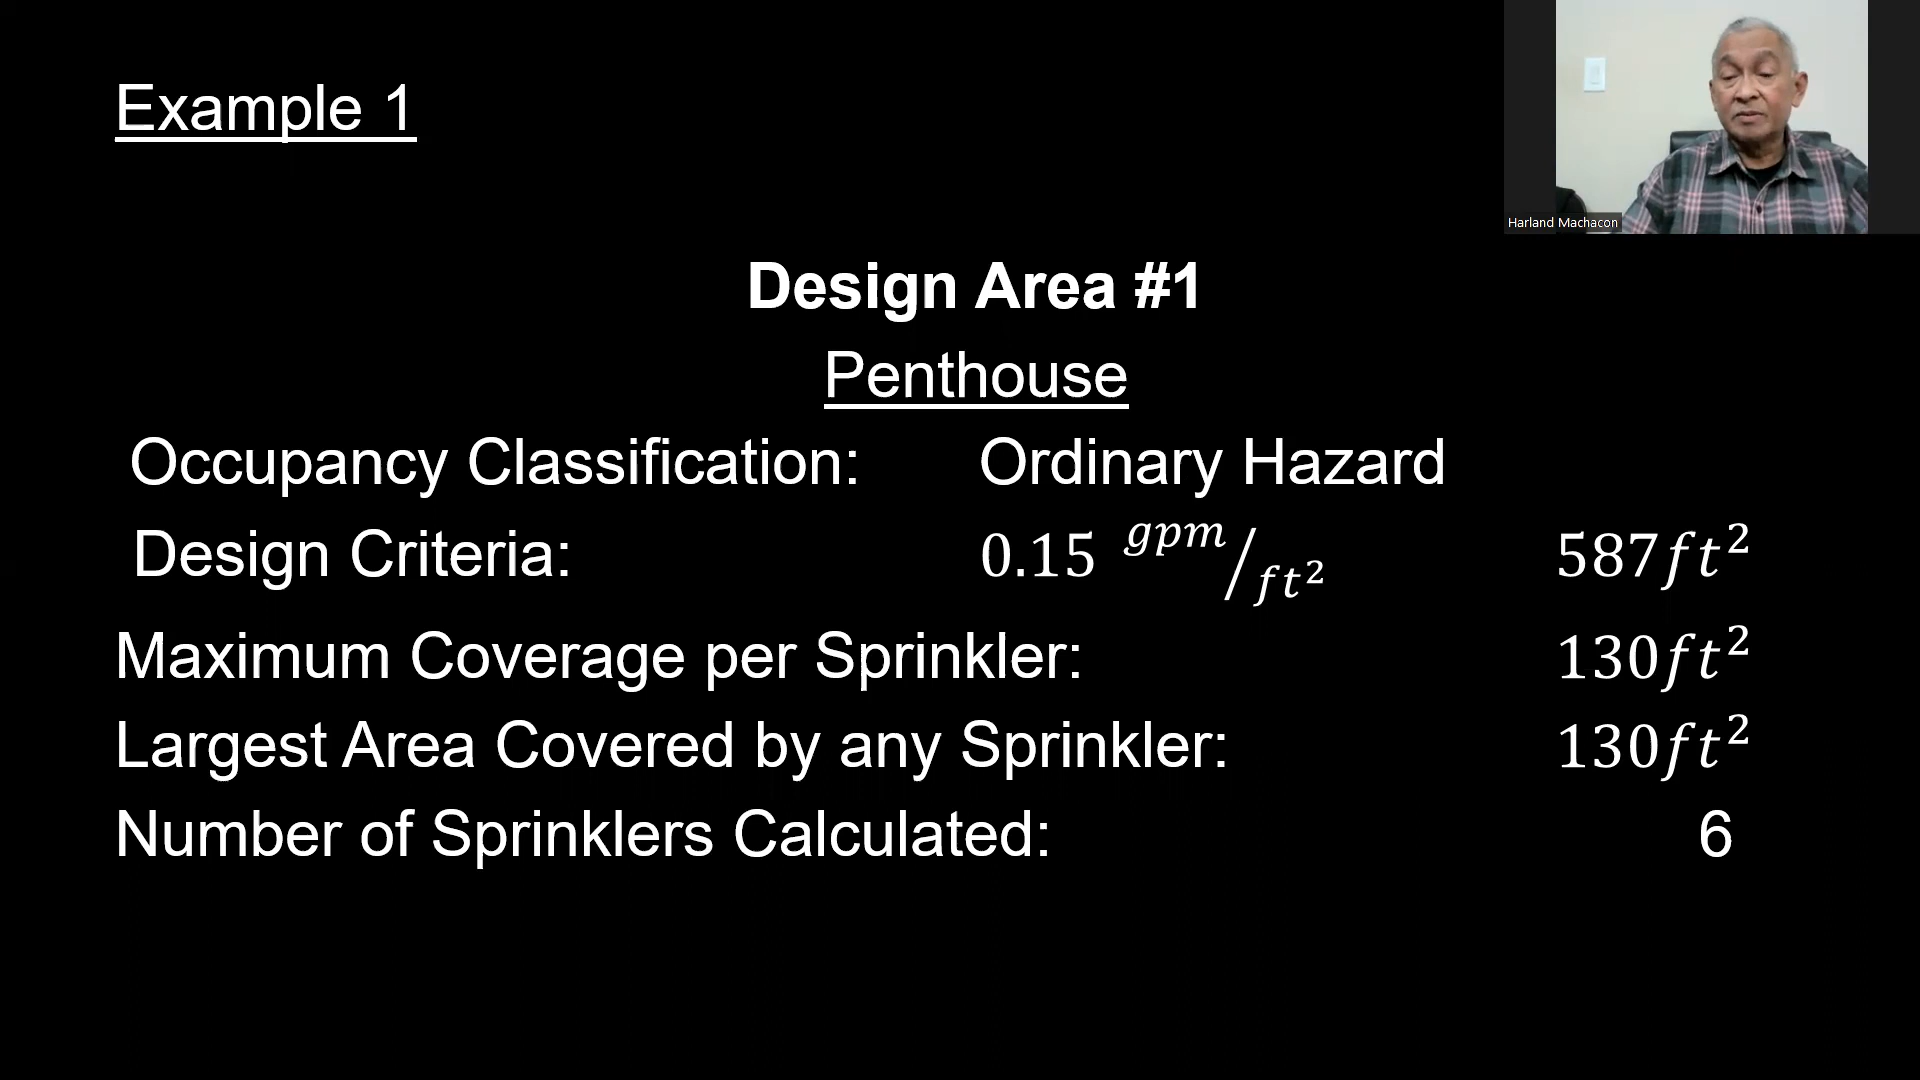 Example 1
Harland Machacon
Design Area #1
Penthouse
Occupancy Classification: Ordinary Hazard
Design Criteria: 0.15 gpm/ft² 587ft²
Maximum Coverage per Sprinkler: 130ft²
Largest Area Covered by any Sprinkler: 130ft²
Number of Sprinklers Calculated: 6